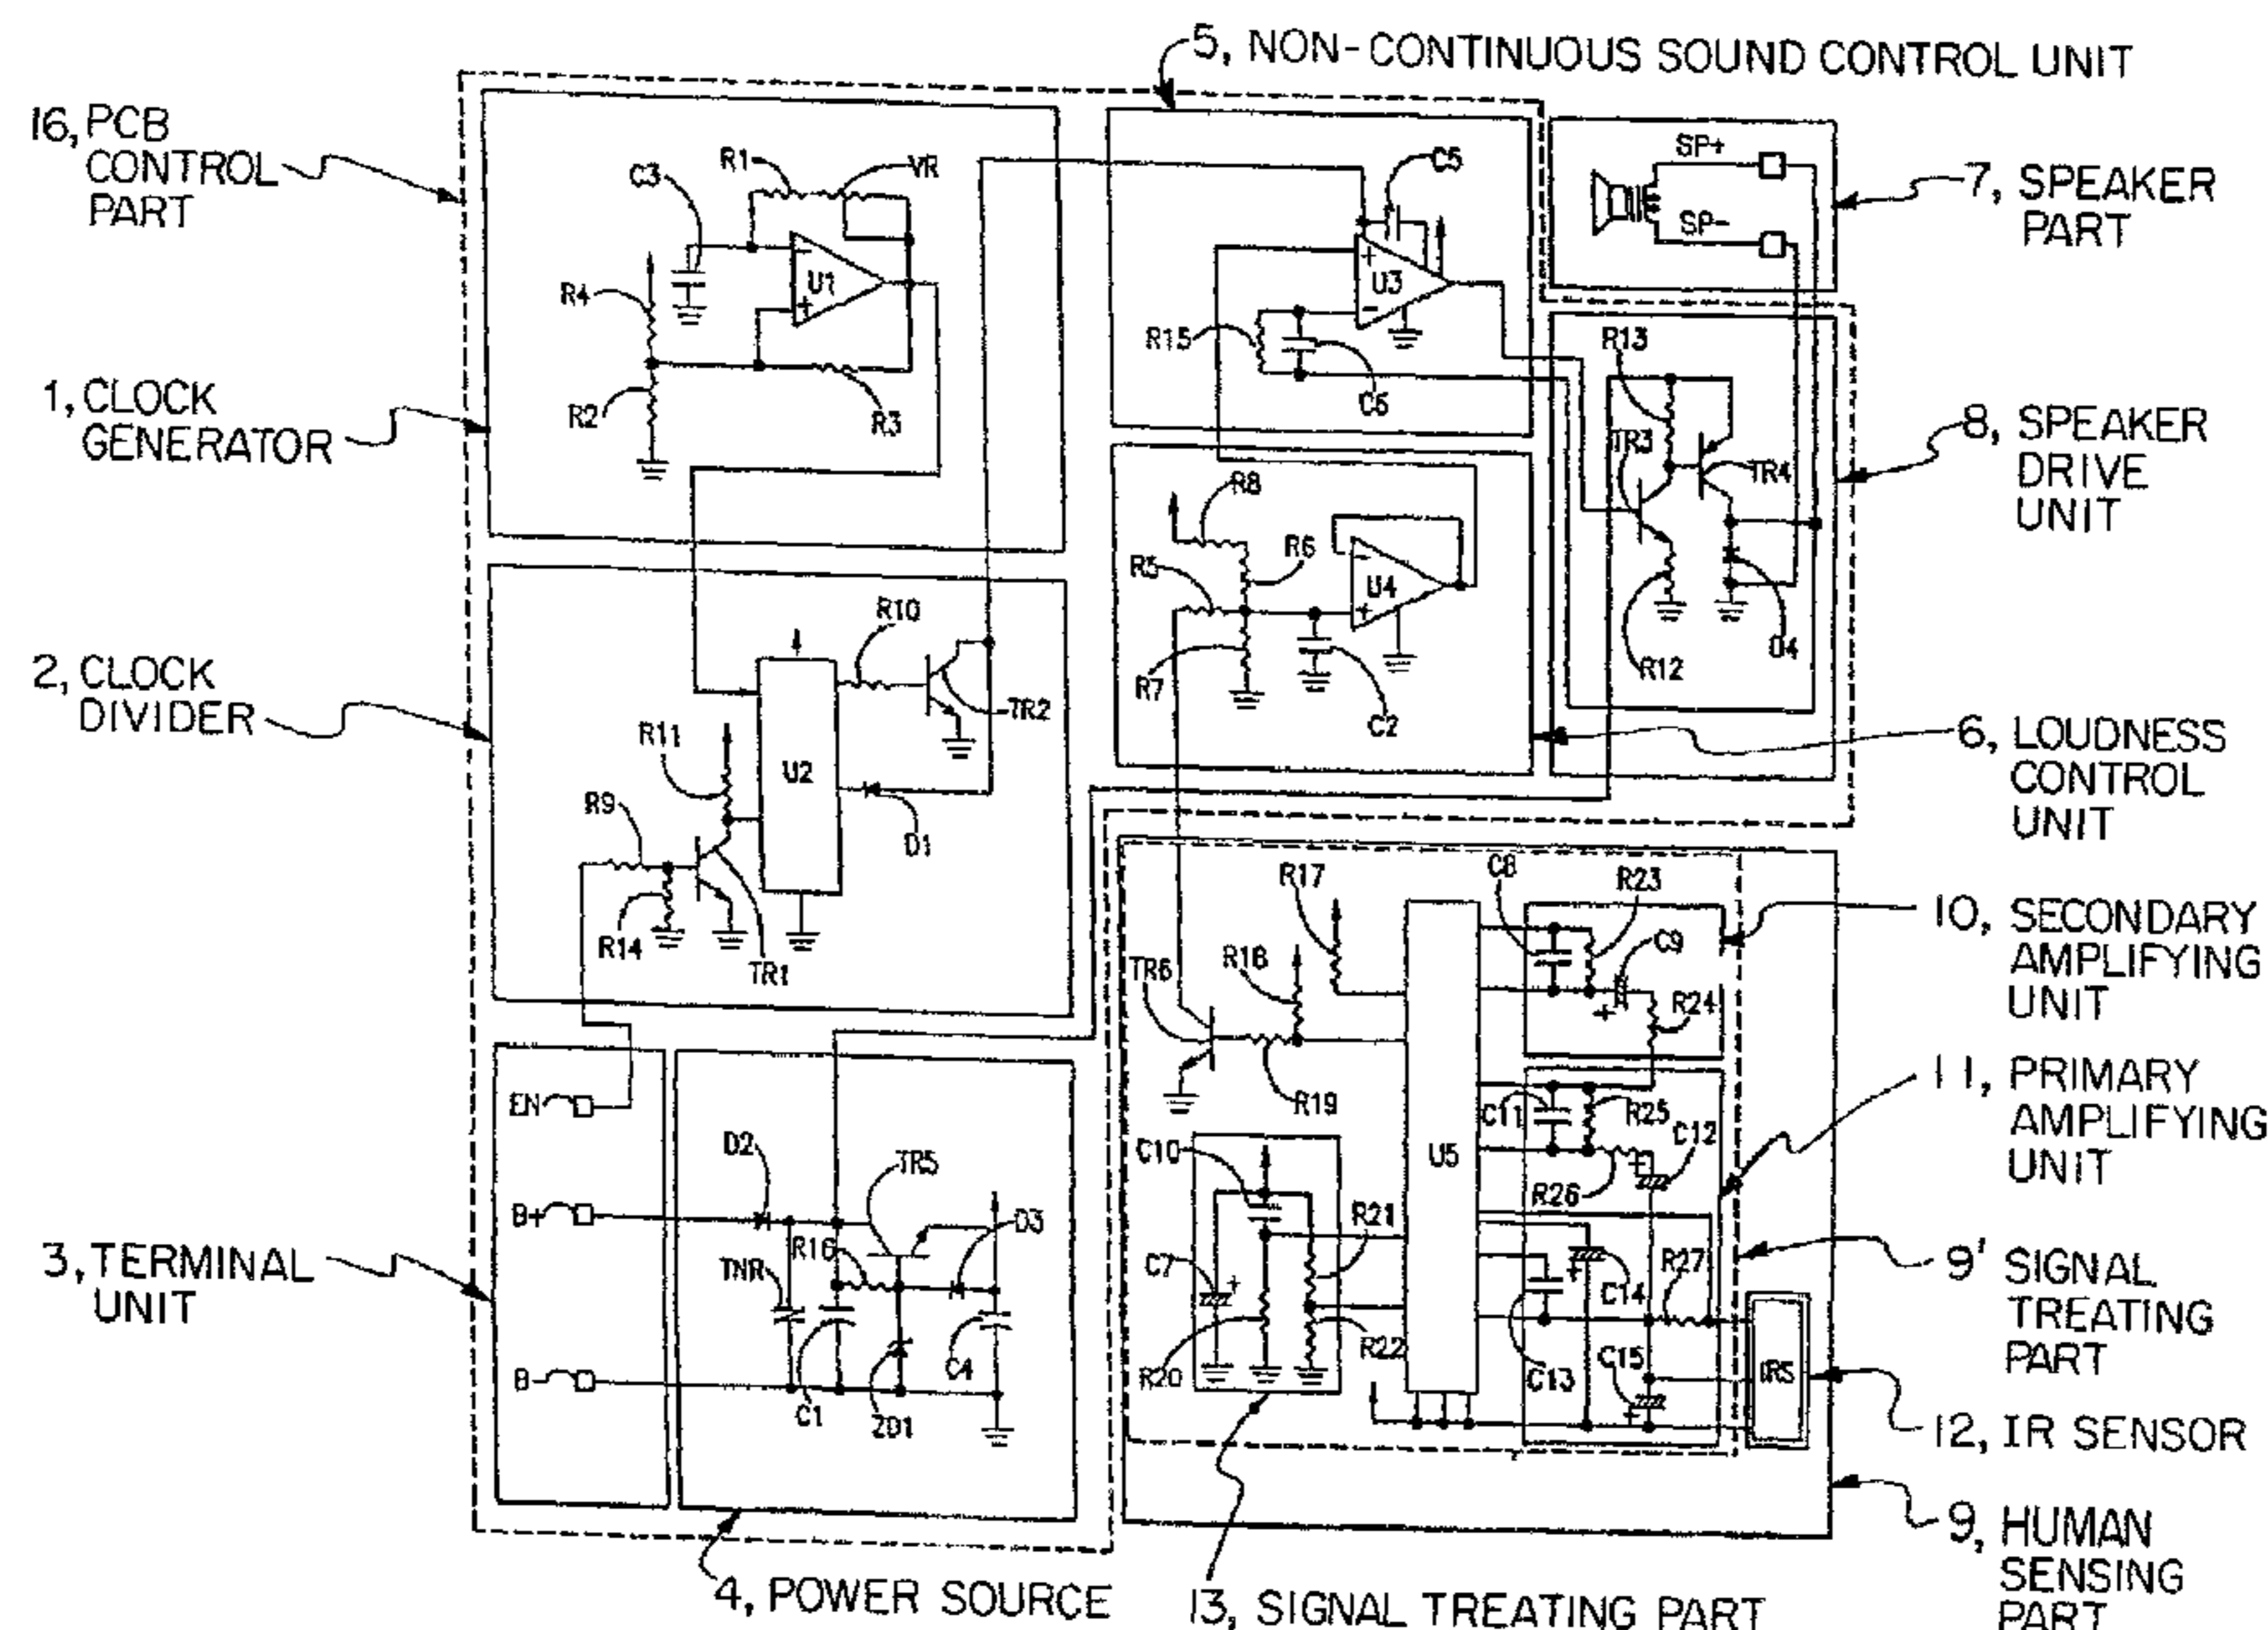 5, NON-CONTINUOUS SOUND CONTROL UNIT
16, PCB
CONTROL
PART
1, CLOCK
GENERATOR
2, CLOCK
DIVIDER
3, TERMINAL
UNIT
4, POWER SOURCE
13, SIGNAL TREATING PART
7, SPEAKER
PART
8, SPEAKER
DRIVE
UNIT
6, LOUDNESS
CONTROL
UNIT
10, SECONDARY
AMPLIFYING
UNIT
11, PRIMARY
AMPLIFYING
UNIT
9' SIGNAL
TREATING
PART
12, IR SENSOR
9, HUMAN
SENSING
PART
C3
R1
VR
U1
R4
R2
R3
R10
TR2
R11
U2
D1
R9
R14
TR1
EN
B+
B-
D2
TR5
D3
R16
TNR
C1
ZD1
C4
C5
U3
R15
C6
R8
R5
R6
U4
R7
C2
SP+
SP-
R13
TR3
TR4
R12
D4
R17
C8
R23
C9
R24
TR6
R18
R19
C11
R25
C12
U5
R26
C10
R21
C7
R20
R22
C14
R27
C13
C15
IRS